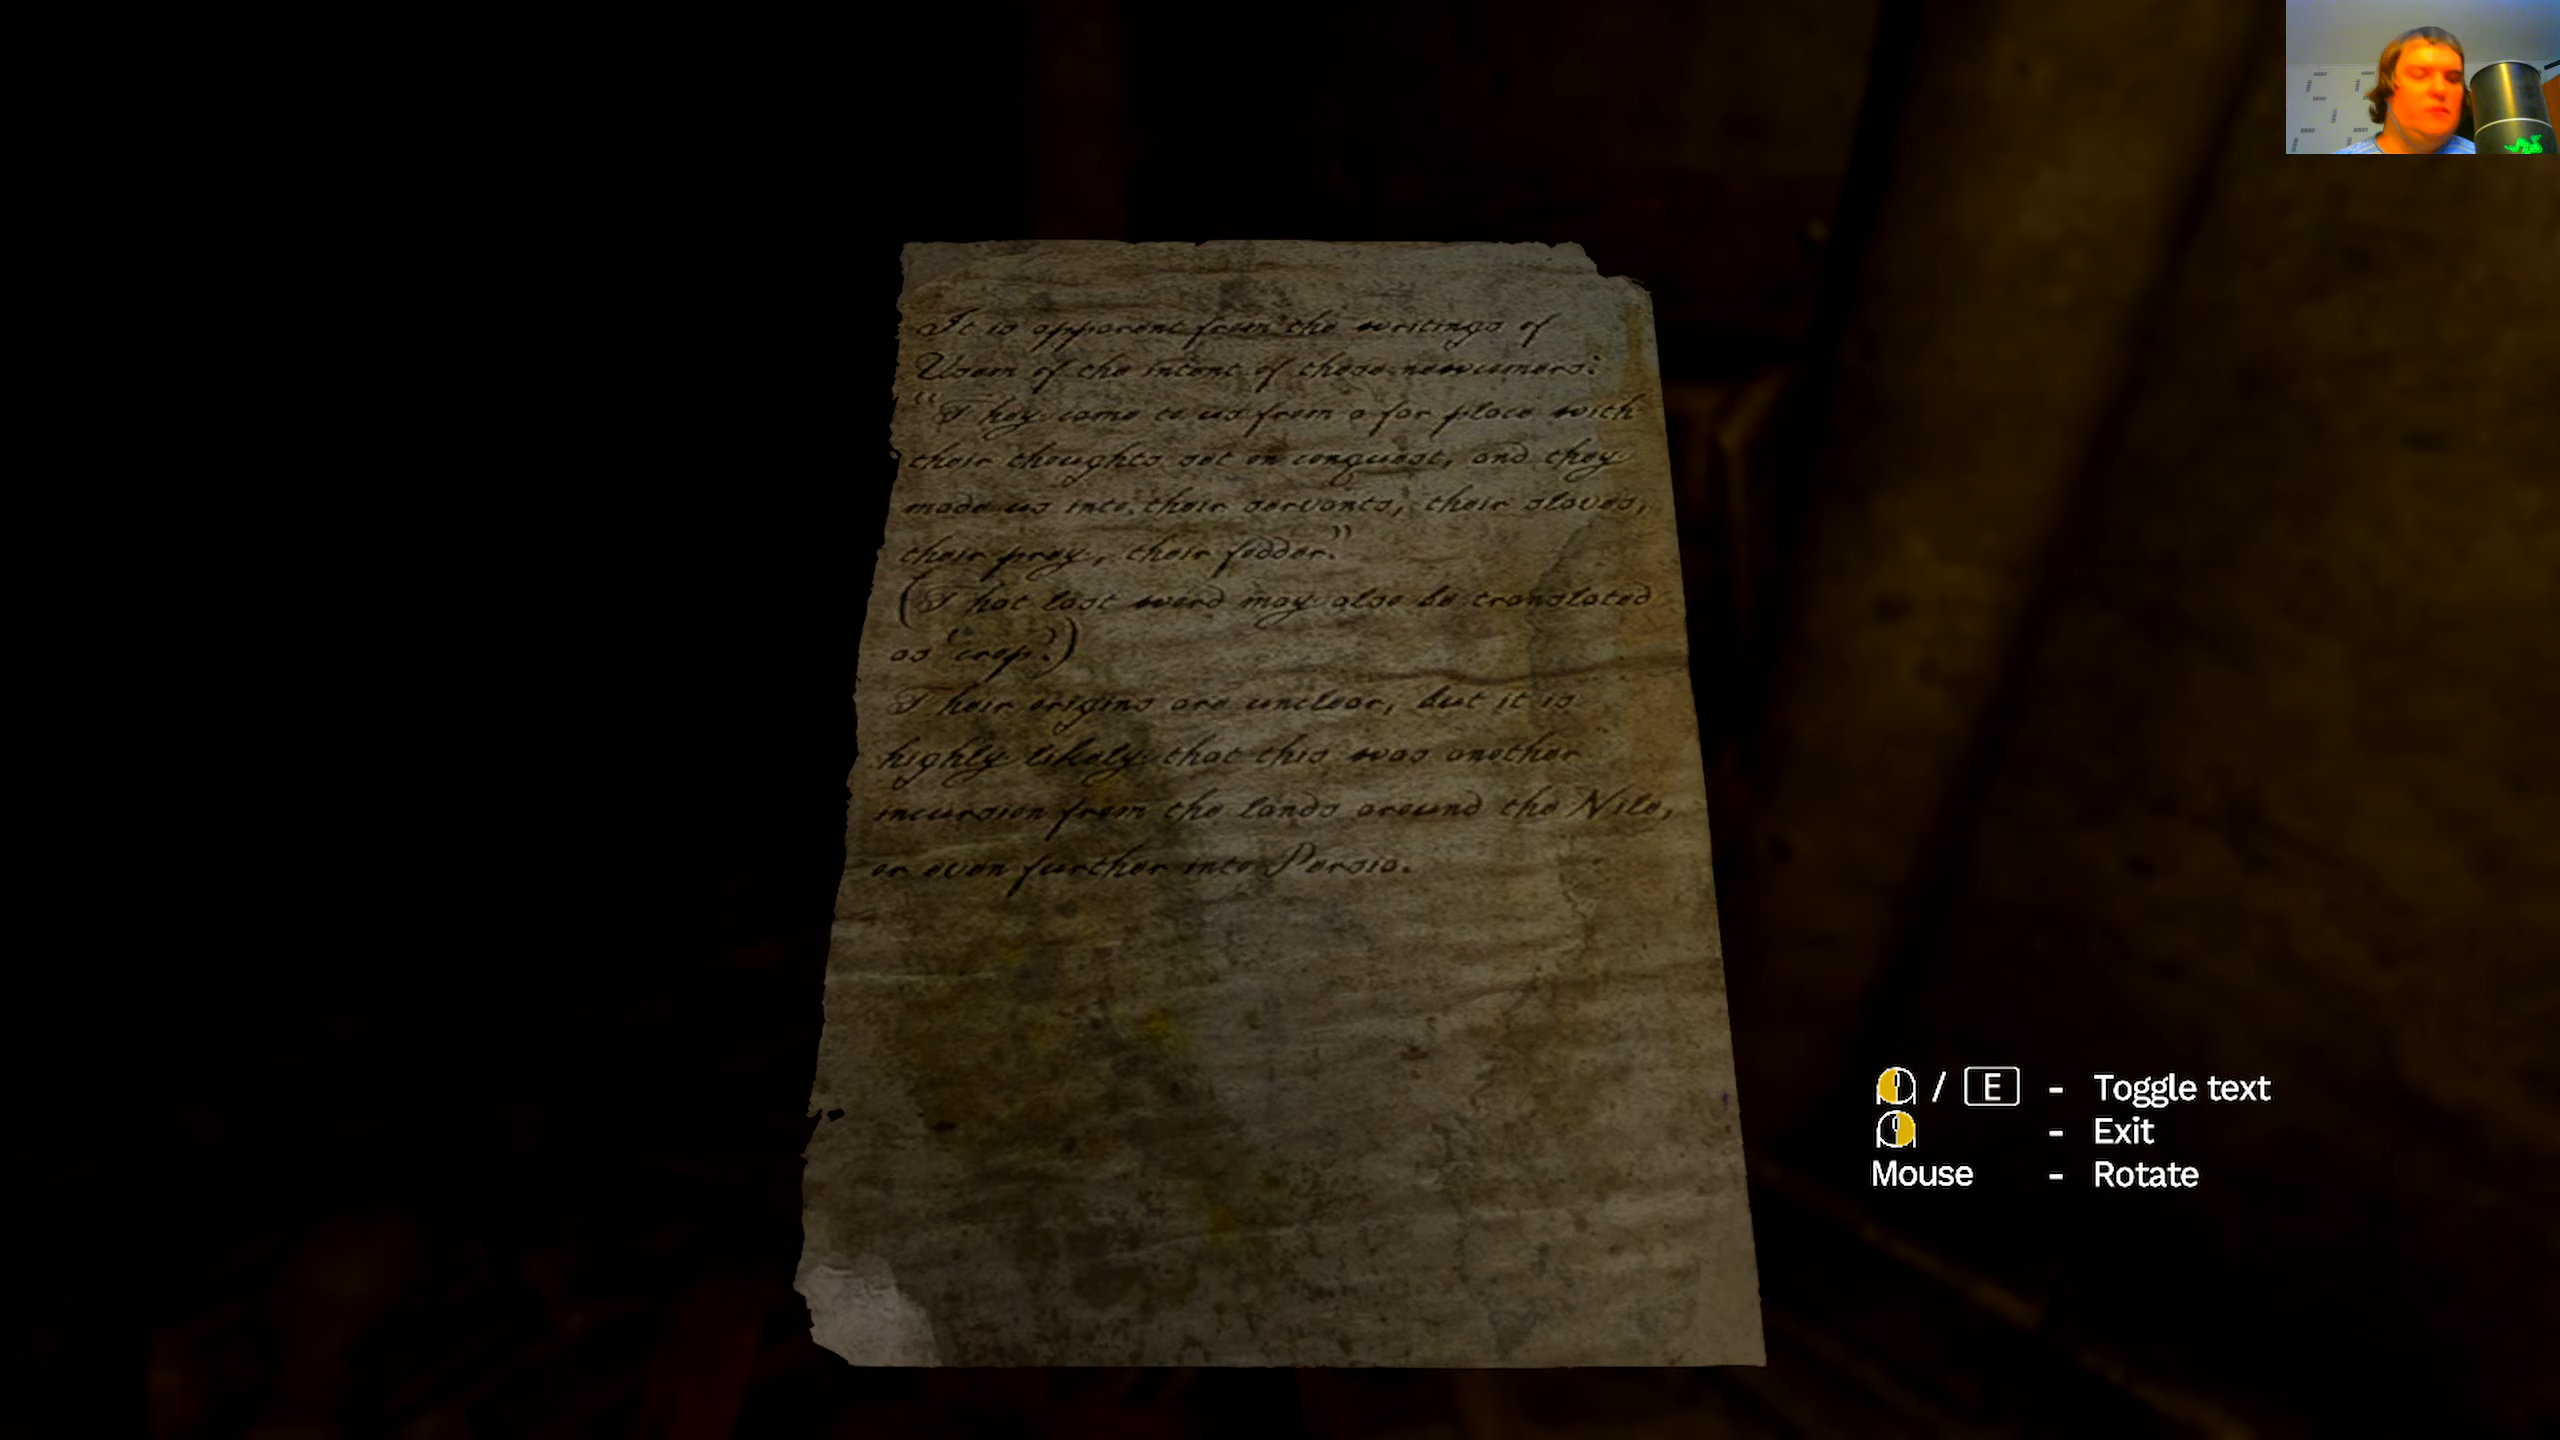 It is apparent from the writings of
Usem of the intent of these newcomers:
"They came to us from a far place with
their thoughts set on conquest, and they
made us into their servants, their slaves,
their prey, their fodder."
(That last word may also be translated
as 'crop'.)
Their origins are unclear, but it is
highly likely that this was another
incursion from the lands around the Nile,
or even further into Persia.
/ E - Toggle text
- Exit
Mouse - Rotate